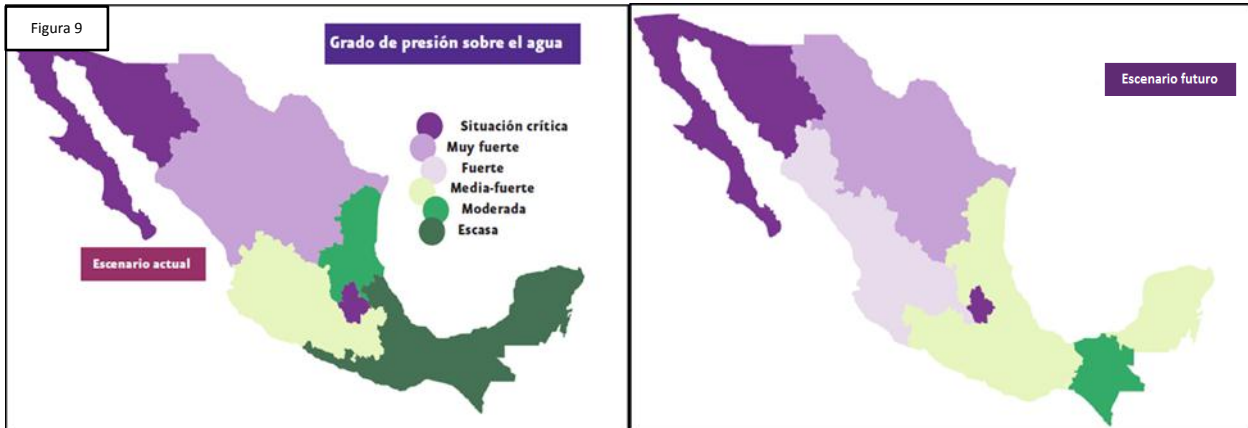 Figura 9
Grado de presión sobre el agua
Situación crítica
Muy fuerte
Fuerte
Media-fuerte
Moderada
Escasa
Escenario actual
Escenario futuro